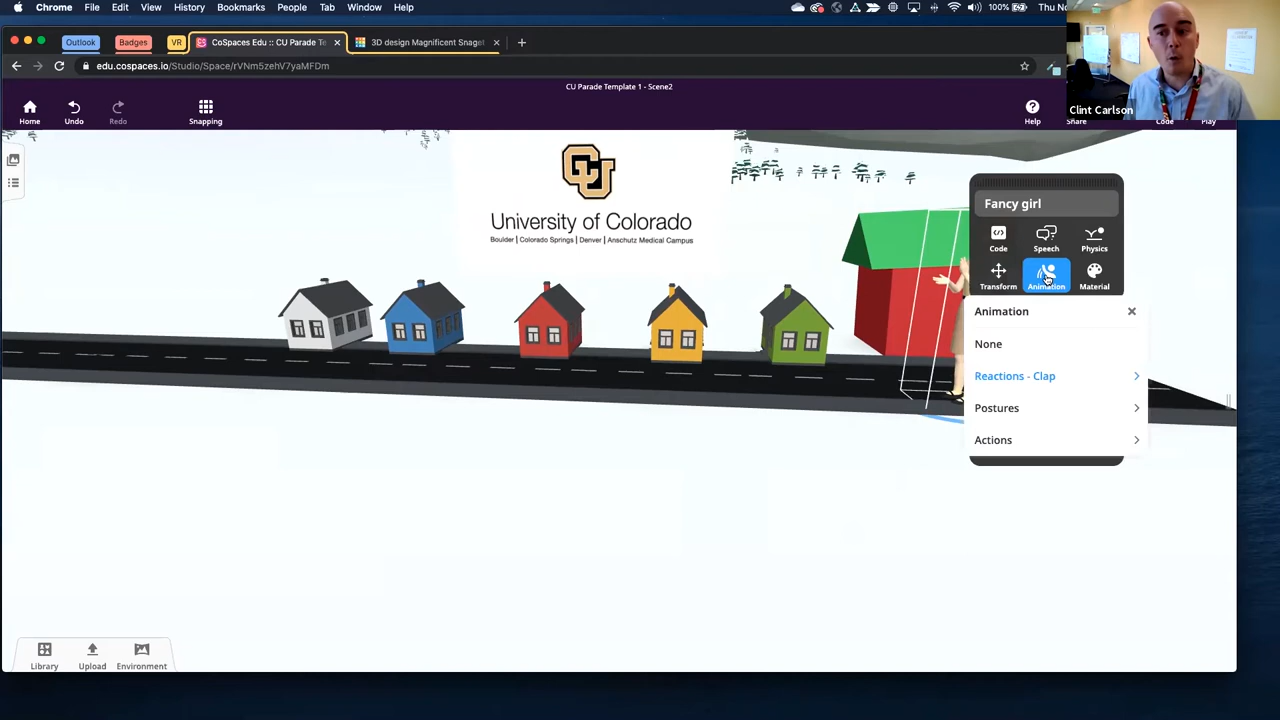 Chrome File Edit View History Bookmarks People Tab Window Help
100% Thu No
Outlook Badges VR CoSpaces Edu :: CU Parade Te 3D design Magnificent Snaget
edu.cospaces.io/Studio/Space/rVNm5zehV7yaMFDm
Clint Carlson
CU Parade Template 1 - Scene2
Home Undo Redo Snapping Help Share Code Play
CU
University of Colorado
Boulder | Colorado Springs | Denver | Anschutz Medical Campus
Fancy girl
Code Speech Physics
Transform Animation Material
Animation
None
Reactions - Clap
Postures
Actions
Library Upload Environment